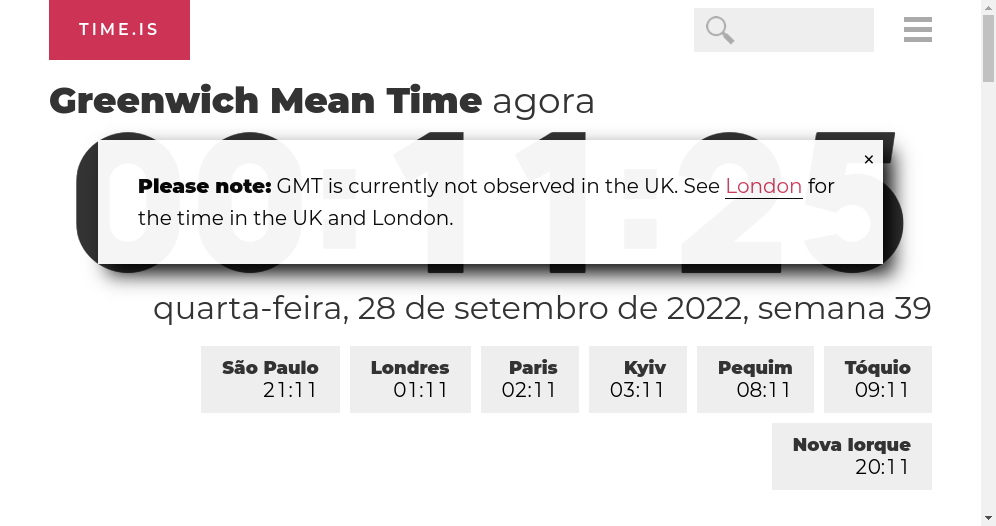 TIME.IS
Greenwich Mean Time agora
00:11:25
×
Please note: GMT is currently not observed in the UK. See London for
the time in the UK and London.
quarta-feira, 28 de setembro de 2022, semana 39
São Paulo
21:11
Londres
01:11
Paris
02:11
Kyiv
03:11
Pequim
08:11
Tóquio
09:11
Nova Iorque
20:11